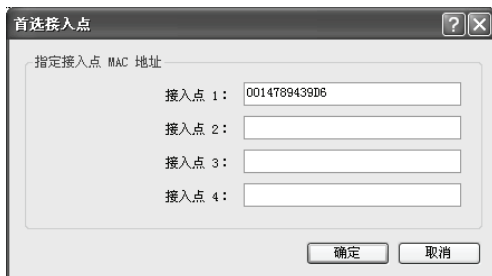 首选接入点
指定接入点 MAC 地址
接入点 1： 0014789439D6
接入点 2：
接入点 3：
接入点 4：
确定 取消